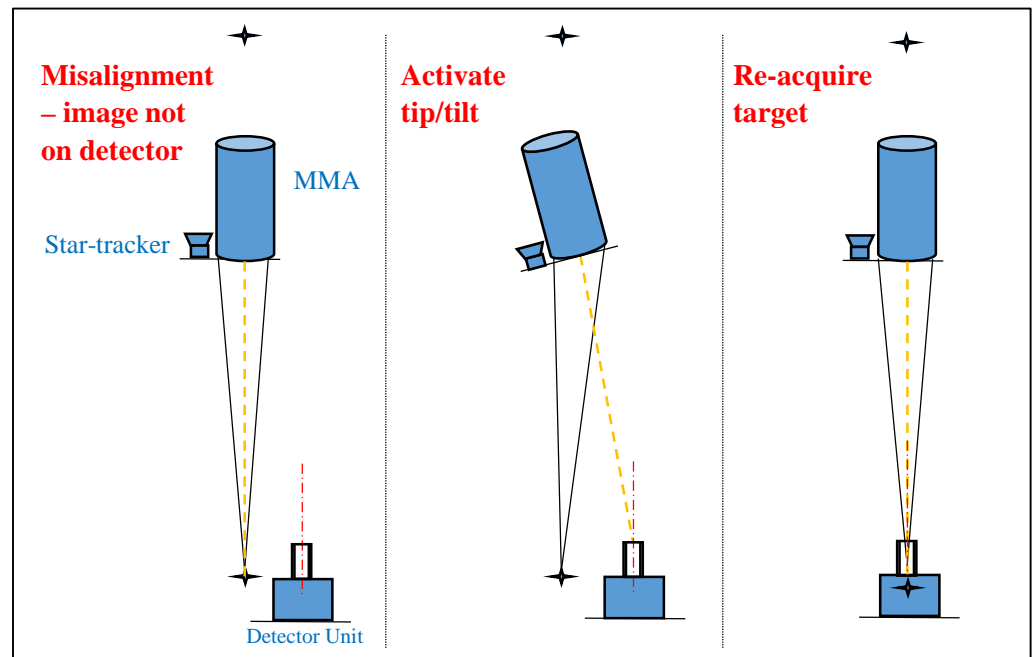 Misalignment
– image not
on detector
MMA
Star-tracker
Detector Unit
Activate
tip/tilt
Re-acquire
target